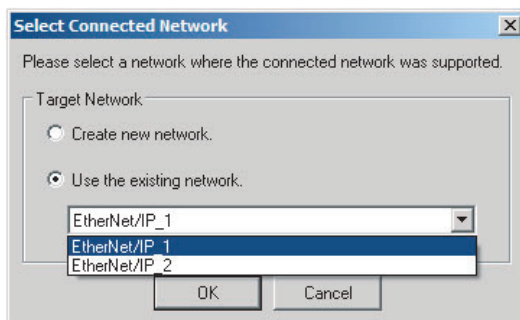 Select Connected Network
Please select a network where the connected network was supported.
Target Network
Create new network.
Use the existing network.
EtherNet/IP_1
EtherNet/IP_1
EtherNet/IP_2
OK
Cancel